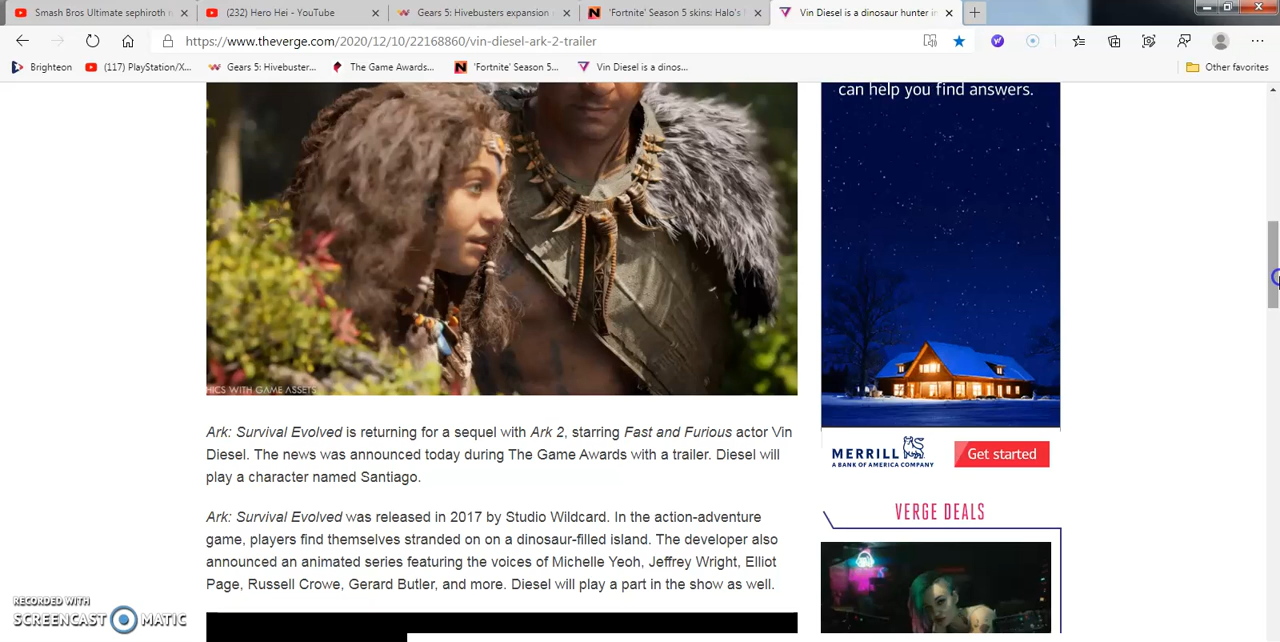 Smash Bros Ultimate sephiroth r
(232) Hero Hei - YouTube
Gears 5: Hivebusters expansion
'Fortnite' Season 5 skins: Halo's
Vin Diesel is a dinosaur hunter in
https://www.theverge.com/2020/12/10/22168860/vin-diesel-ark-2-trailer
Brighteon
(117) PlayStation/X...
Gears 5: Hivebuster...
The Game Awards...
'Fortnite' Season 5...
Vin Diesel is a dinos...
Other favorites
can help you find answers.
HICS WITH GAME ASSETS
MERRILL
A BANK OF AMERICA COMPANY
Get started
Ark: Survival Evolved is returning for a sequel with Ark 2, starring Fast and Furious actor Vin
Diesel. The news was announced today during The Game Awards with a trailer. Diesel will
play a character named Santiago.
VERGE DEALS
Ark: Survival Evolved was released in 2017 by Studio Wildcard. In the action-adventure
game, players find themselves stranded on on a dinosaur-filled island. The developer also
announced an animated series featuring the voices of Michelle Yeoh, Jeffrey Wright, Elliot
Page, Russell Crowe, Gerard Butler, and more. Diesel will play a part in the show as well.
RECORDED WITH
SCREENCAST MATIC